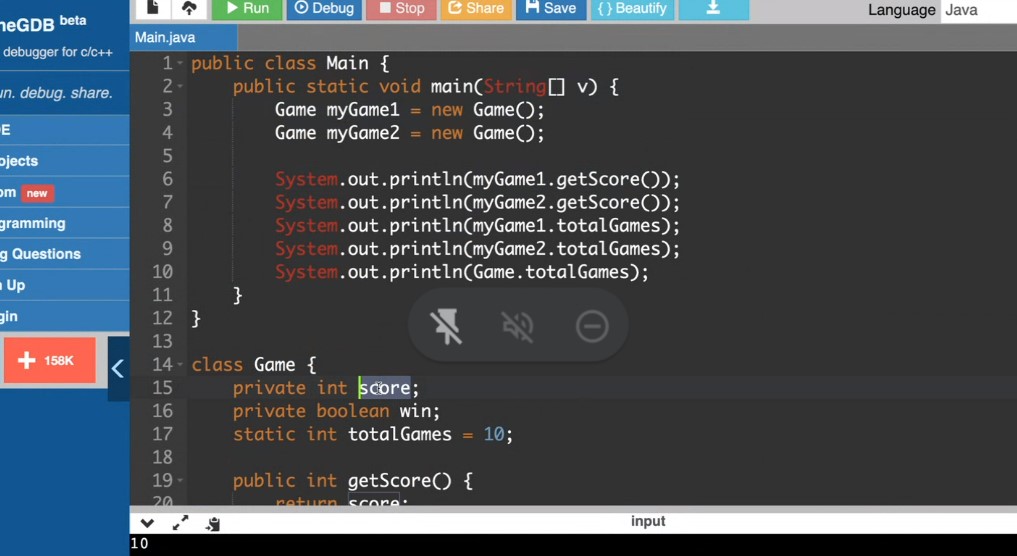 neGDB beta
debugger for c/c++
un. debug. share.
E
ojects
om new
gramming
g Questions
Up
gin
158K
Run
Debug
Stop
Share
Save
{ } Beautify
Language Java
Main.java
1 public class Main {
2 public static void main(String[] v) {
3 Game myGame1 = new Game();
4 Game myGame2 = new Game();
5
6 System.out.println(myGame1.getScore());
7 System.out.println(myGame2.getScore());
8 System.out.println(myGame1.totalGames);
9 System.out.println(myGame2.totalGames);
10 System.out.println(Game.totalGames);
11 }
12 }
13
14 class Game {
15 private int score;
16 private boolean win;
17 static int totalGames = 10;
18
19 public int getScore() {
20 return score;
input
10